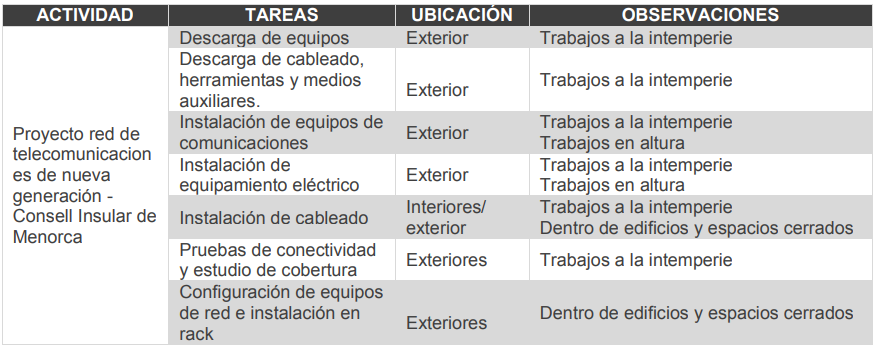 ACTIVIDAD TAREAS UBICACIÓN OBSERVACIONES
Proyecto red de
telecomunicacion
es de nueva
generación -
Consell Insular de
Menorca
Descarga de equipos Exterior Trabajos a la intemperie
Descarga de cableado,
herramientas y medios
auxiliares.
Exterior
Trabajos a la intemperie
Instalación de equipos de
comunicaciones
Exterior
Trabajos a la intemperie
Trabajos en altura
Instalación de
equipamiento eléctrico
Exterior
Trabajos a la intemperie
Trabajos en altura
Instalación de cableado
Interiores/
exterior
Trabajos a la intemperie
Dentro de edificios y espacios cerrados
Pruebas de conectividad
y estudio de cobertura
Exteriores
Trabajos a la intemperie
Configuración de equipos
de red e instalación en
rack
Exteriores
Dentro de edificios y espacios cerrados